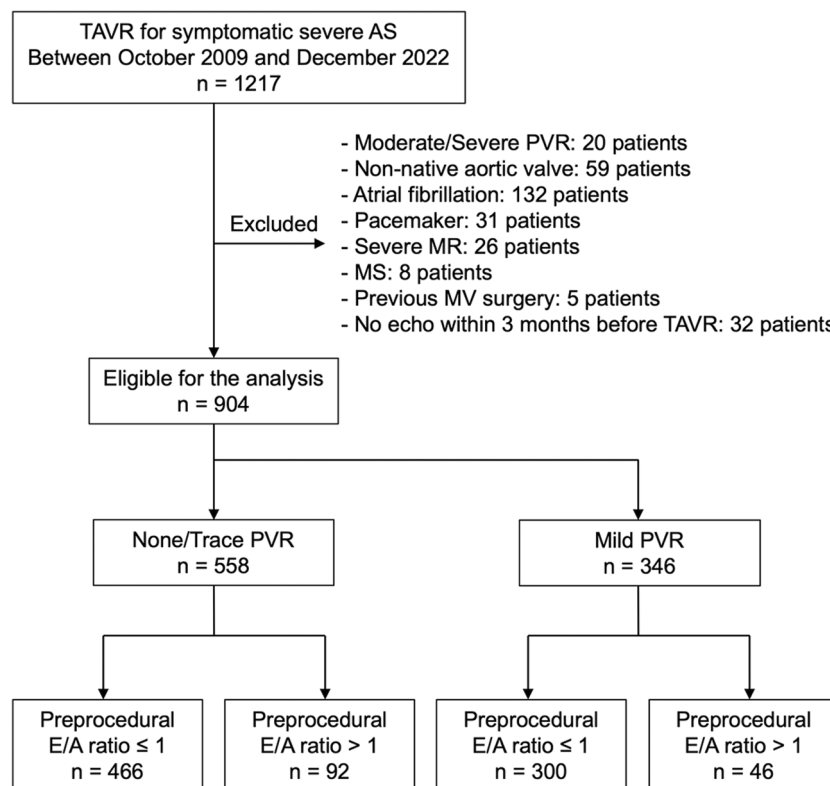 TAVR for symptomatic severe AS
Between October 2009 and December 2022
n = 1217
- Moderate/Severe PVR: 20 patients
- Non-native aortic valve: 59 patients
- Atrial fibrillation: 132 patients
- Pacemaker: 31 patients
- Severe MR: 26 patients
- MS: 8 patients
- Previous MV surgery: 5 patients
- No echo within 3 months before TAVR: 32 patients
Excluded
Eligible for the analysis
n = 904
None/Trace PVR
n = 558
Mild PVR
n = 346
Preprocedural
E/A ratio ≤ 1
n = 466
Preprocedural
E/A ratio > 1
n = 92
Preprocedural
E/A ratio ≤ 1
n = 300
Preprocedural
E/A ratio > 1
n = 46